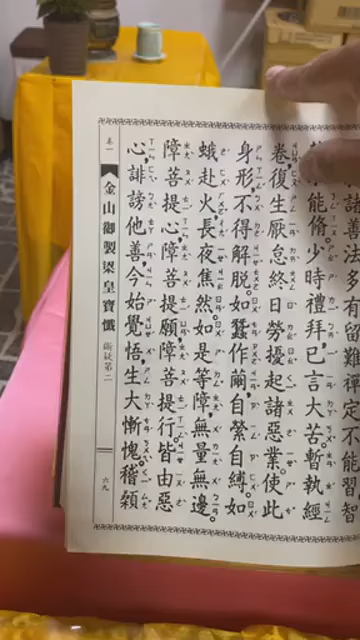 諸善法多有留難禪定不能習智
能脩。少時禮拜已言大苦。暫執經
卷復生厭怠終日勞擾起諸惡業。使此
身形不得解脫。如蠶作繭自縈自縛。如
蛾赴火長夜焦然。如是等障無量無邊。
障菩提心。障菩提願。障菩提行。皆由惡
心誹謗他善今始覺悟。生大慚愧。稽顙
卷一
金山御製梁皇寶懺
斷疑第二
六九